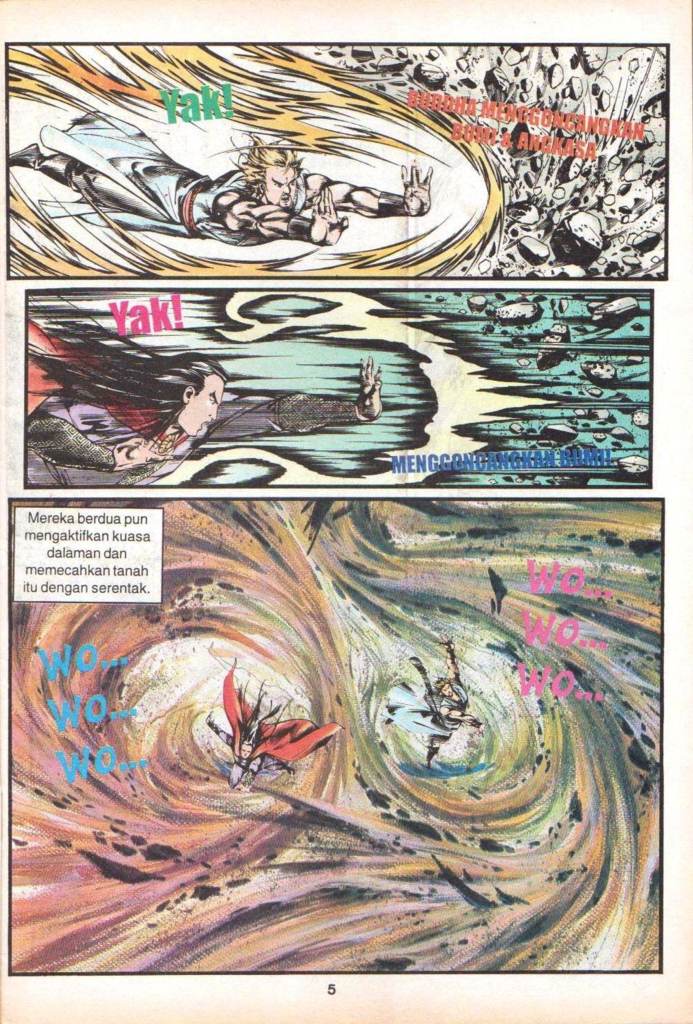 Yak!
BUDDHA MENGGONCANGKAN
BUMI & ANGKASA
Yak!
MENGGONCANGKAN BUMI!
Mereka berdua pun
mengaktifkan kuasa
dalaman dan
memecahkan tanah
itu dengan serentak.
WO...
WO...
WO...
WO...
WO...
WO...
5